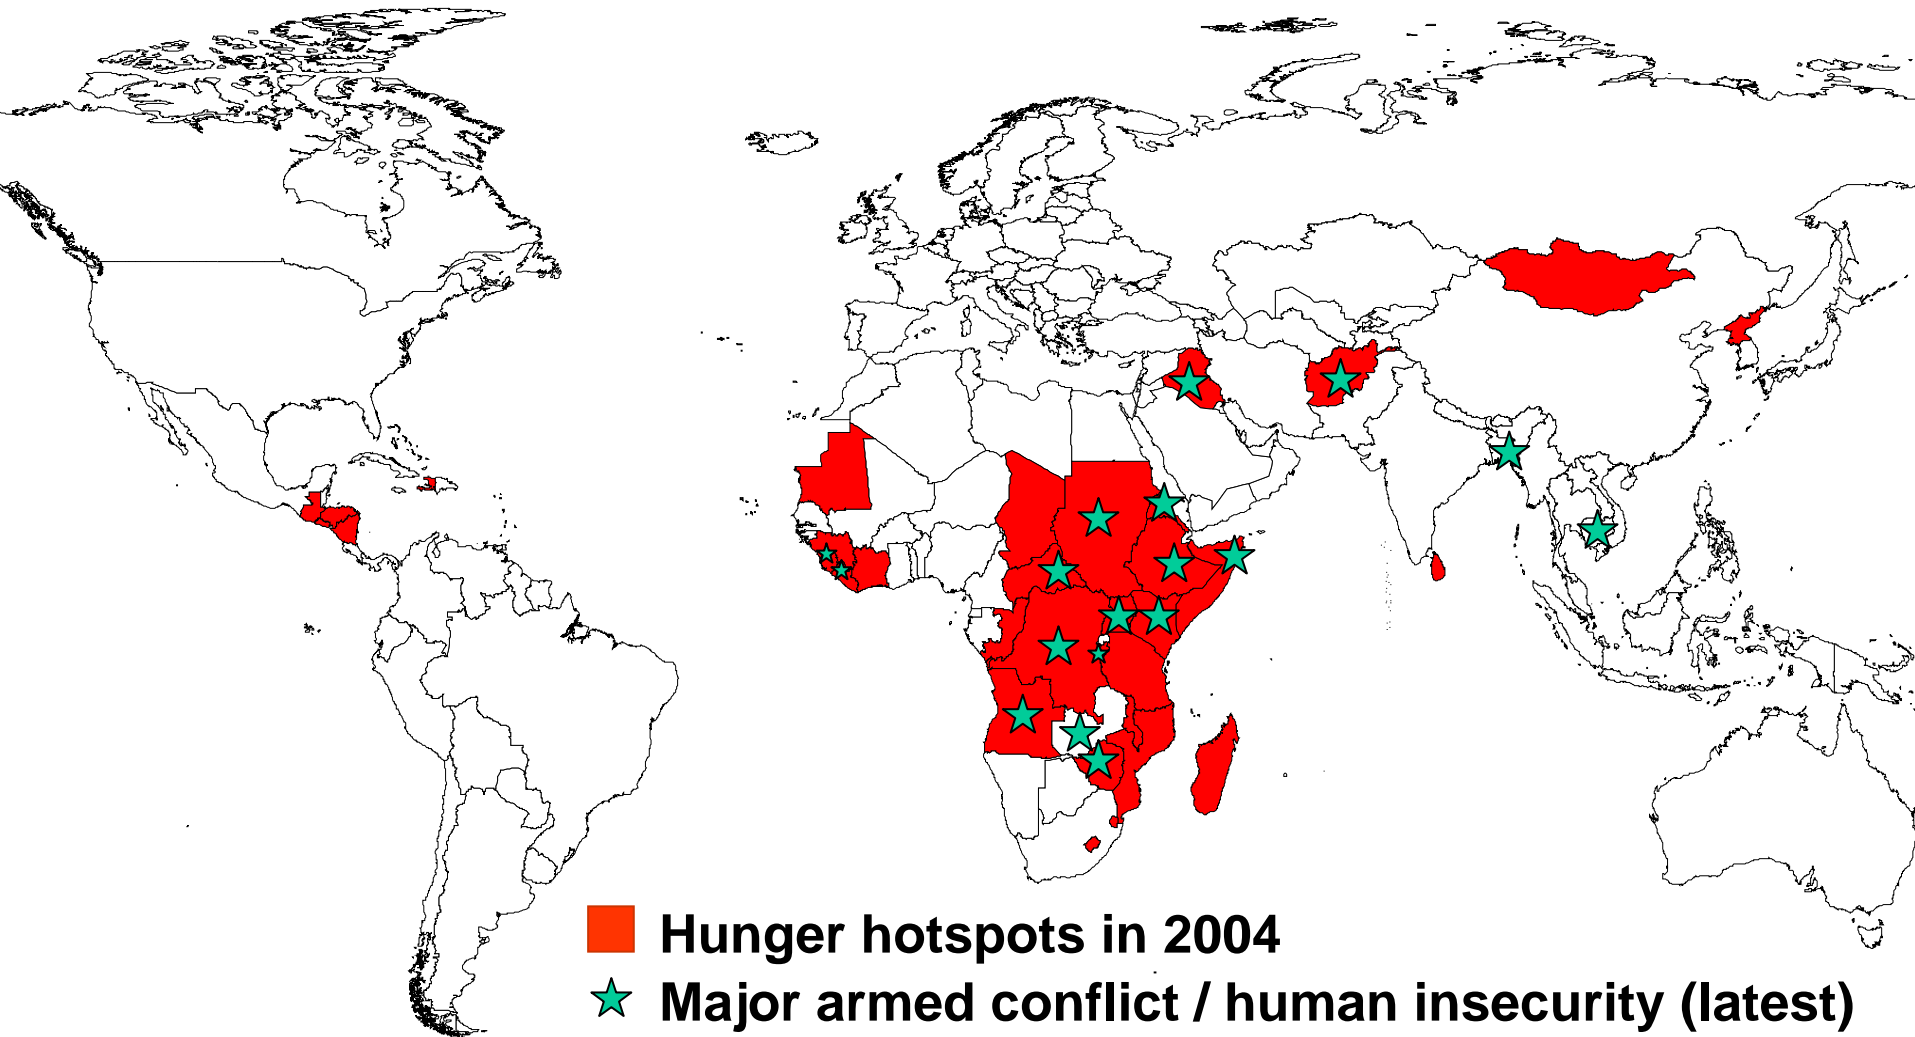 Hunger hotspots in 2004
Major armed conflict / human insecurity (latest)